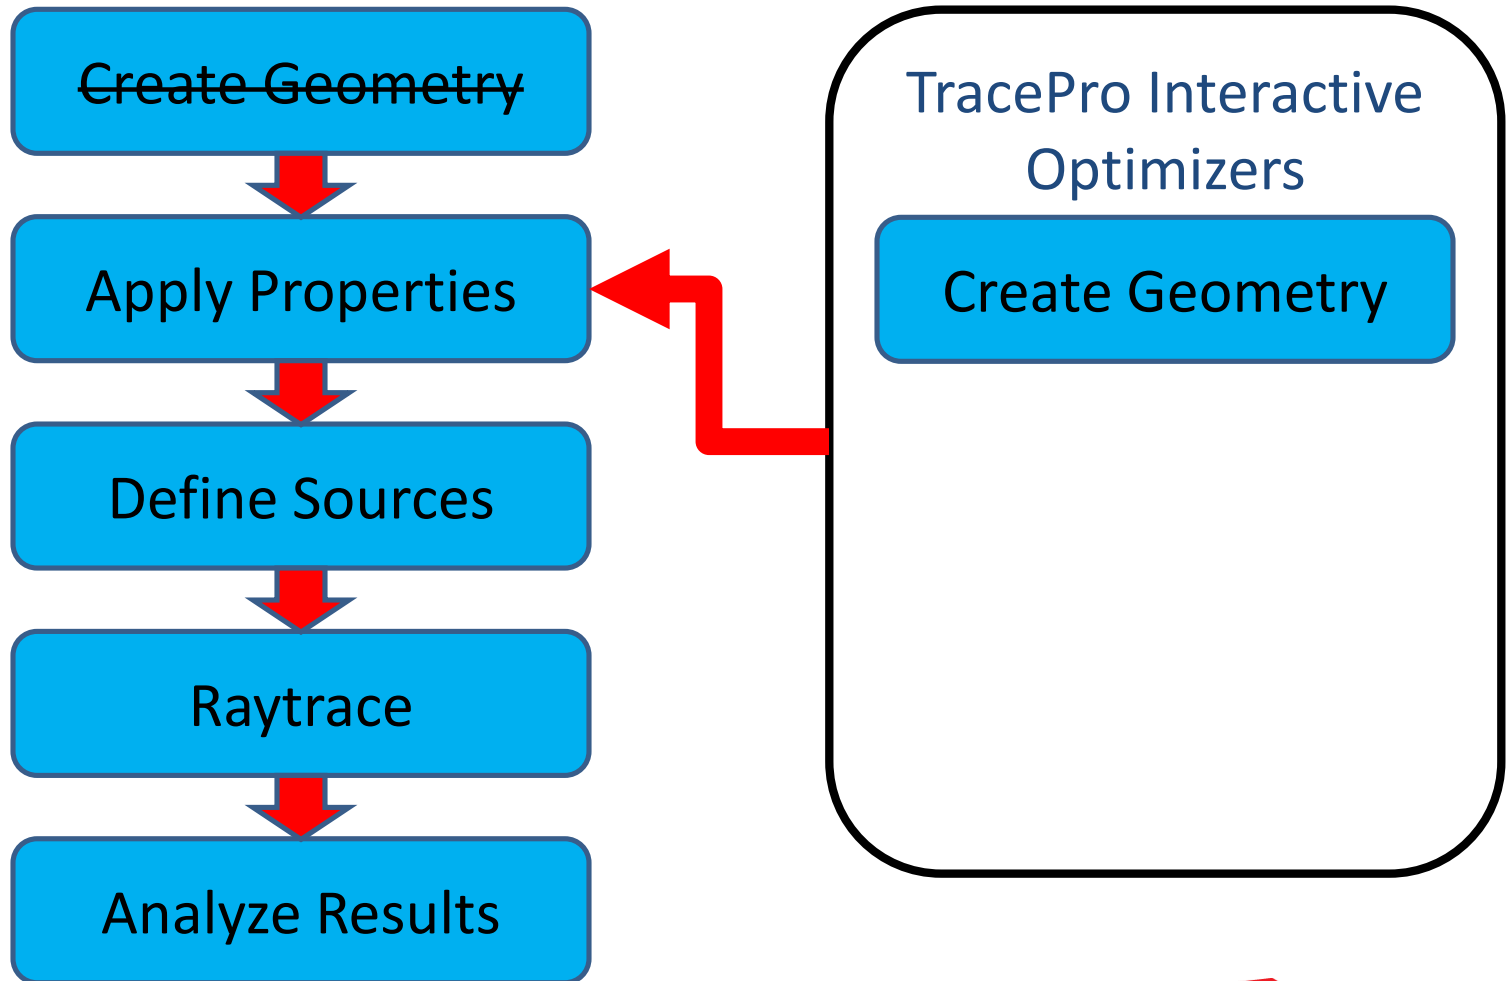 Create Geometry
Apply Properties
Define Sources
Raytrace
Analyze Results
TracePro Interactive
Optimizers
Create Geometry